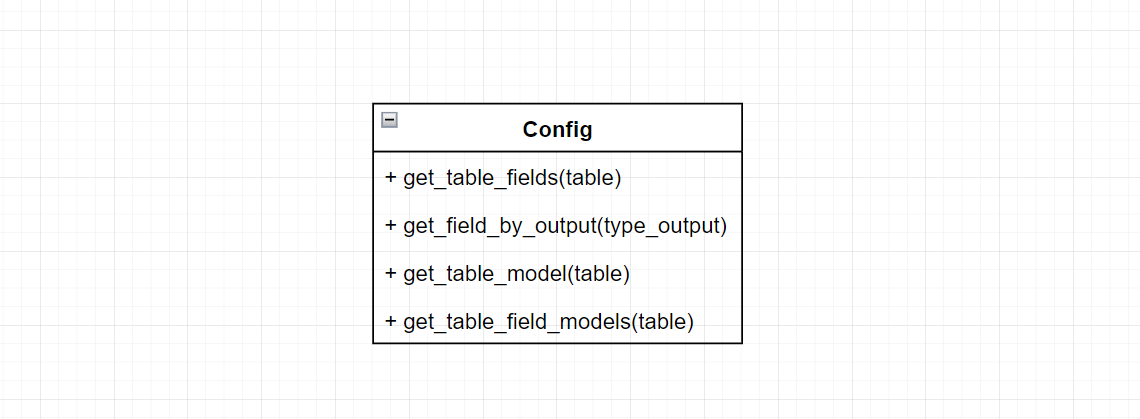 Config
+ get_table_fields(table)
+ get_field_by_output(type_output)
+ get_table_model(table)
+ get_table_field_models(table)